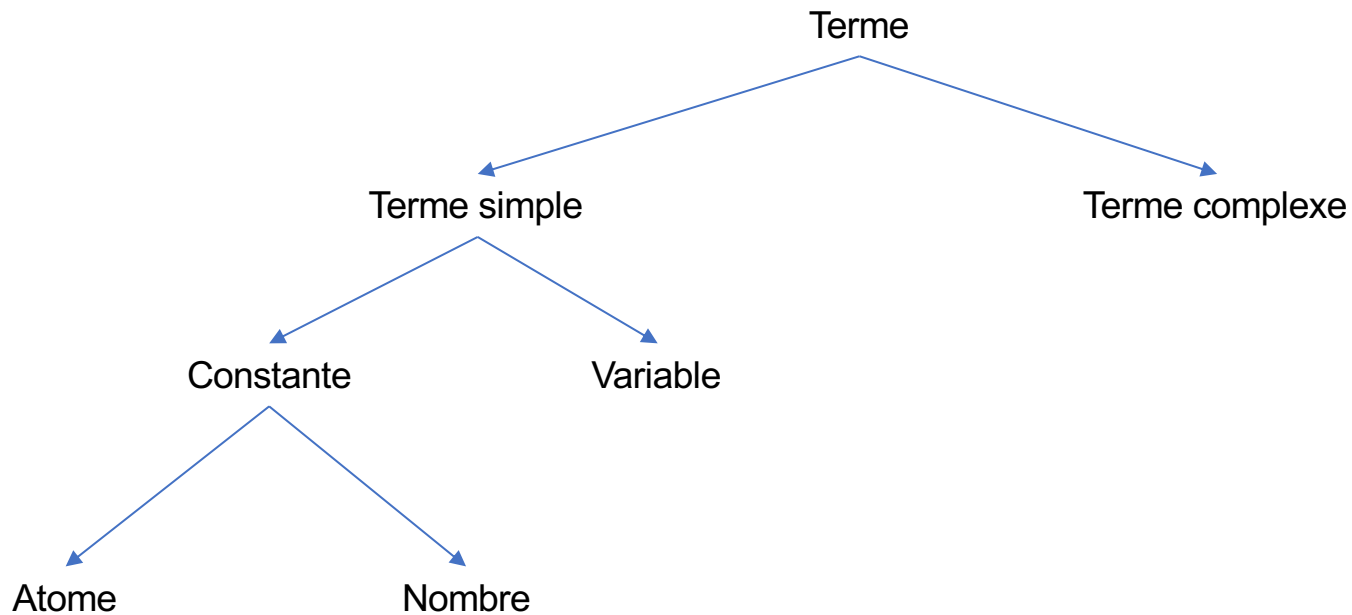 Terme
Terme simple
Terme complexe
Constante
Variable
Atome
Nombre